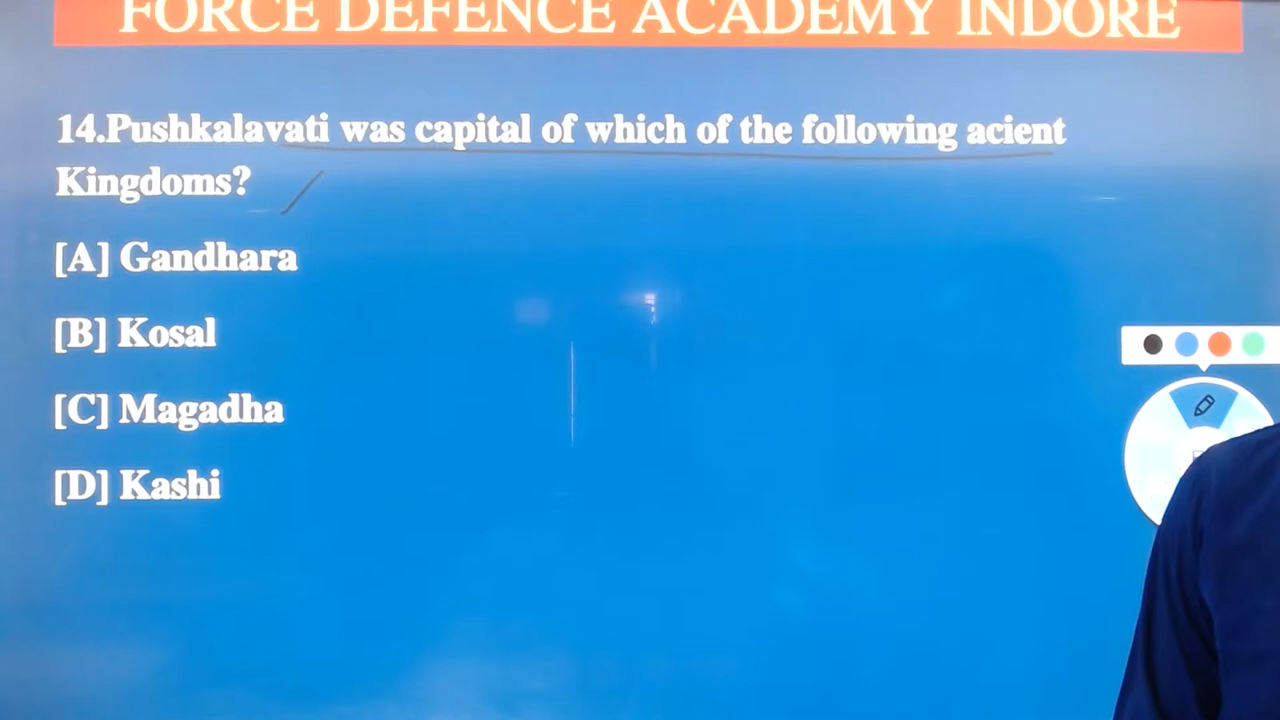 FORCE DEFENCE ACADEMY INDORE
14.Pushkalavati was capital of which of the following acient
Kingdoms?
[A] Gandhara
[B] Kosal
[C] Magadha
[D] Kashi